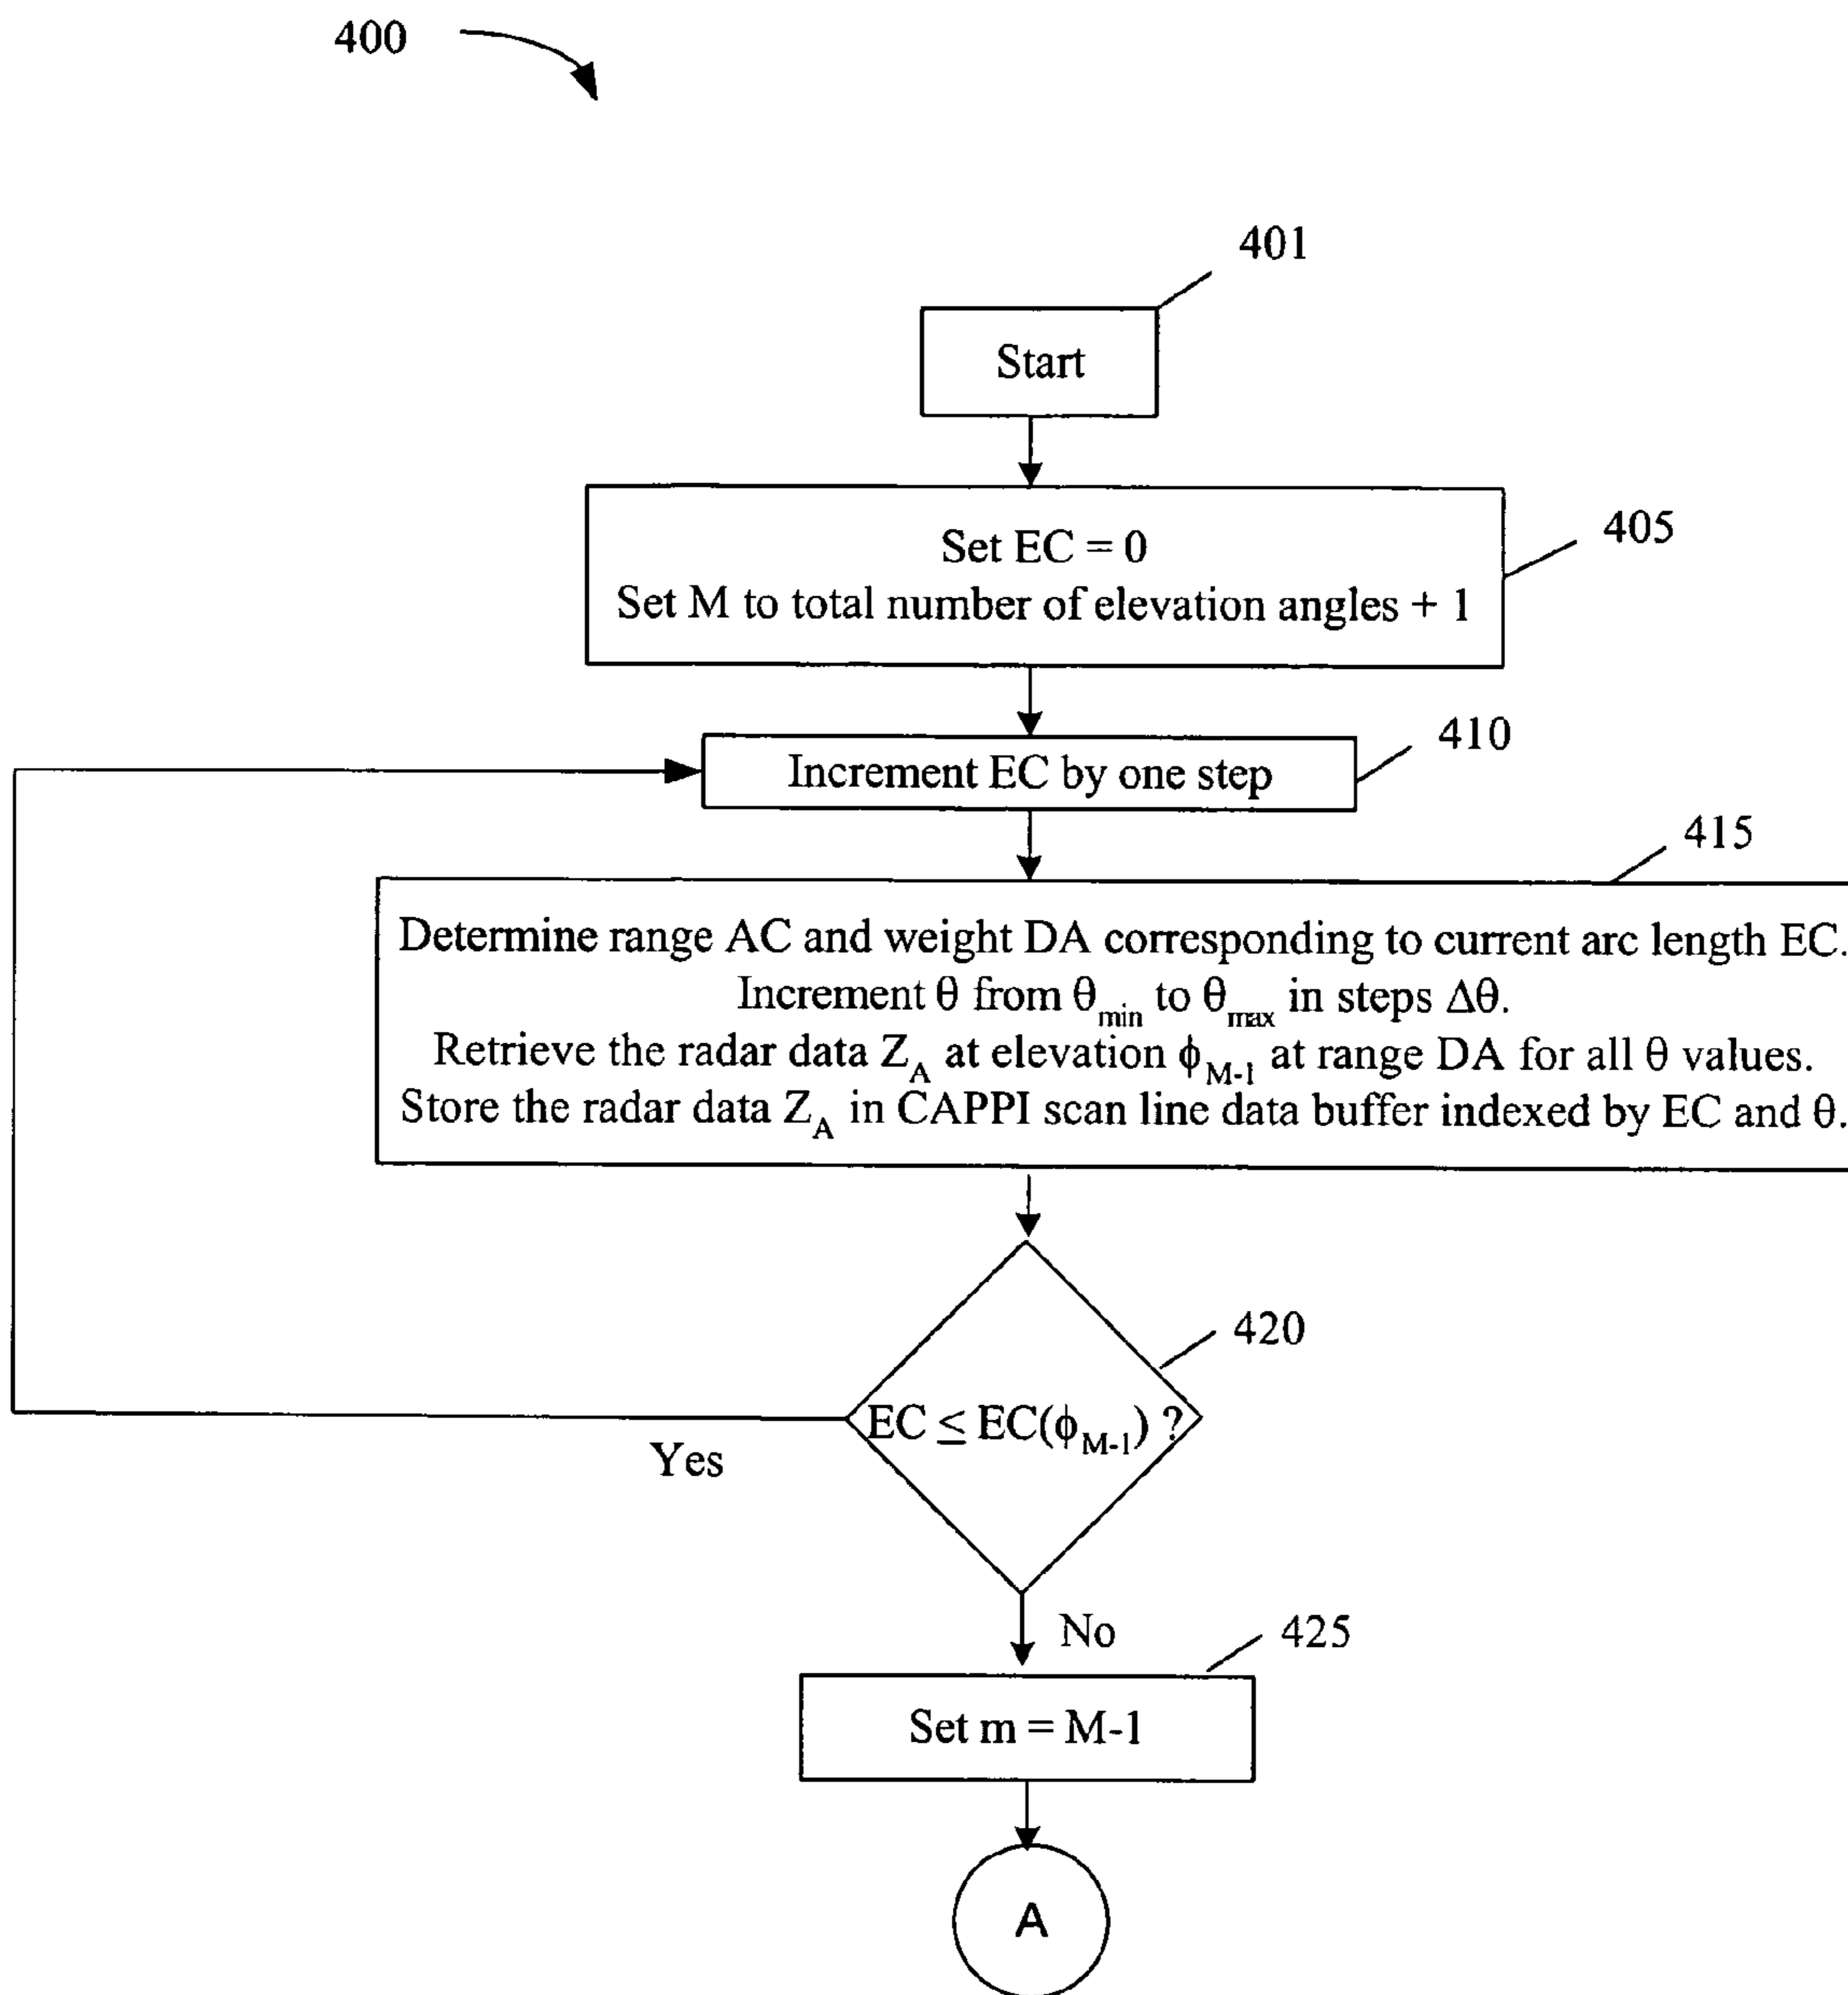 400
401
Start
405
Set EC = 0
Set M to total number of elevation angles + 1
410
Increment EC by one step
415
Determine range AC and weight DA corresponding to current arc length EC.
Increment θ from θmin to θmax in steps Δθ.
Retrieve the radar data ZA at elevation ϕM-1 at range DA for all θ values.
Store the radar data ZA in CAPPI scan line data buffer indexed by EC and θ.
420
EC ≤ EC(ϕM-1) ?
Yes
No
425
Set m = M-1
A